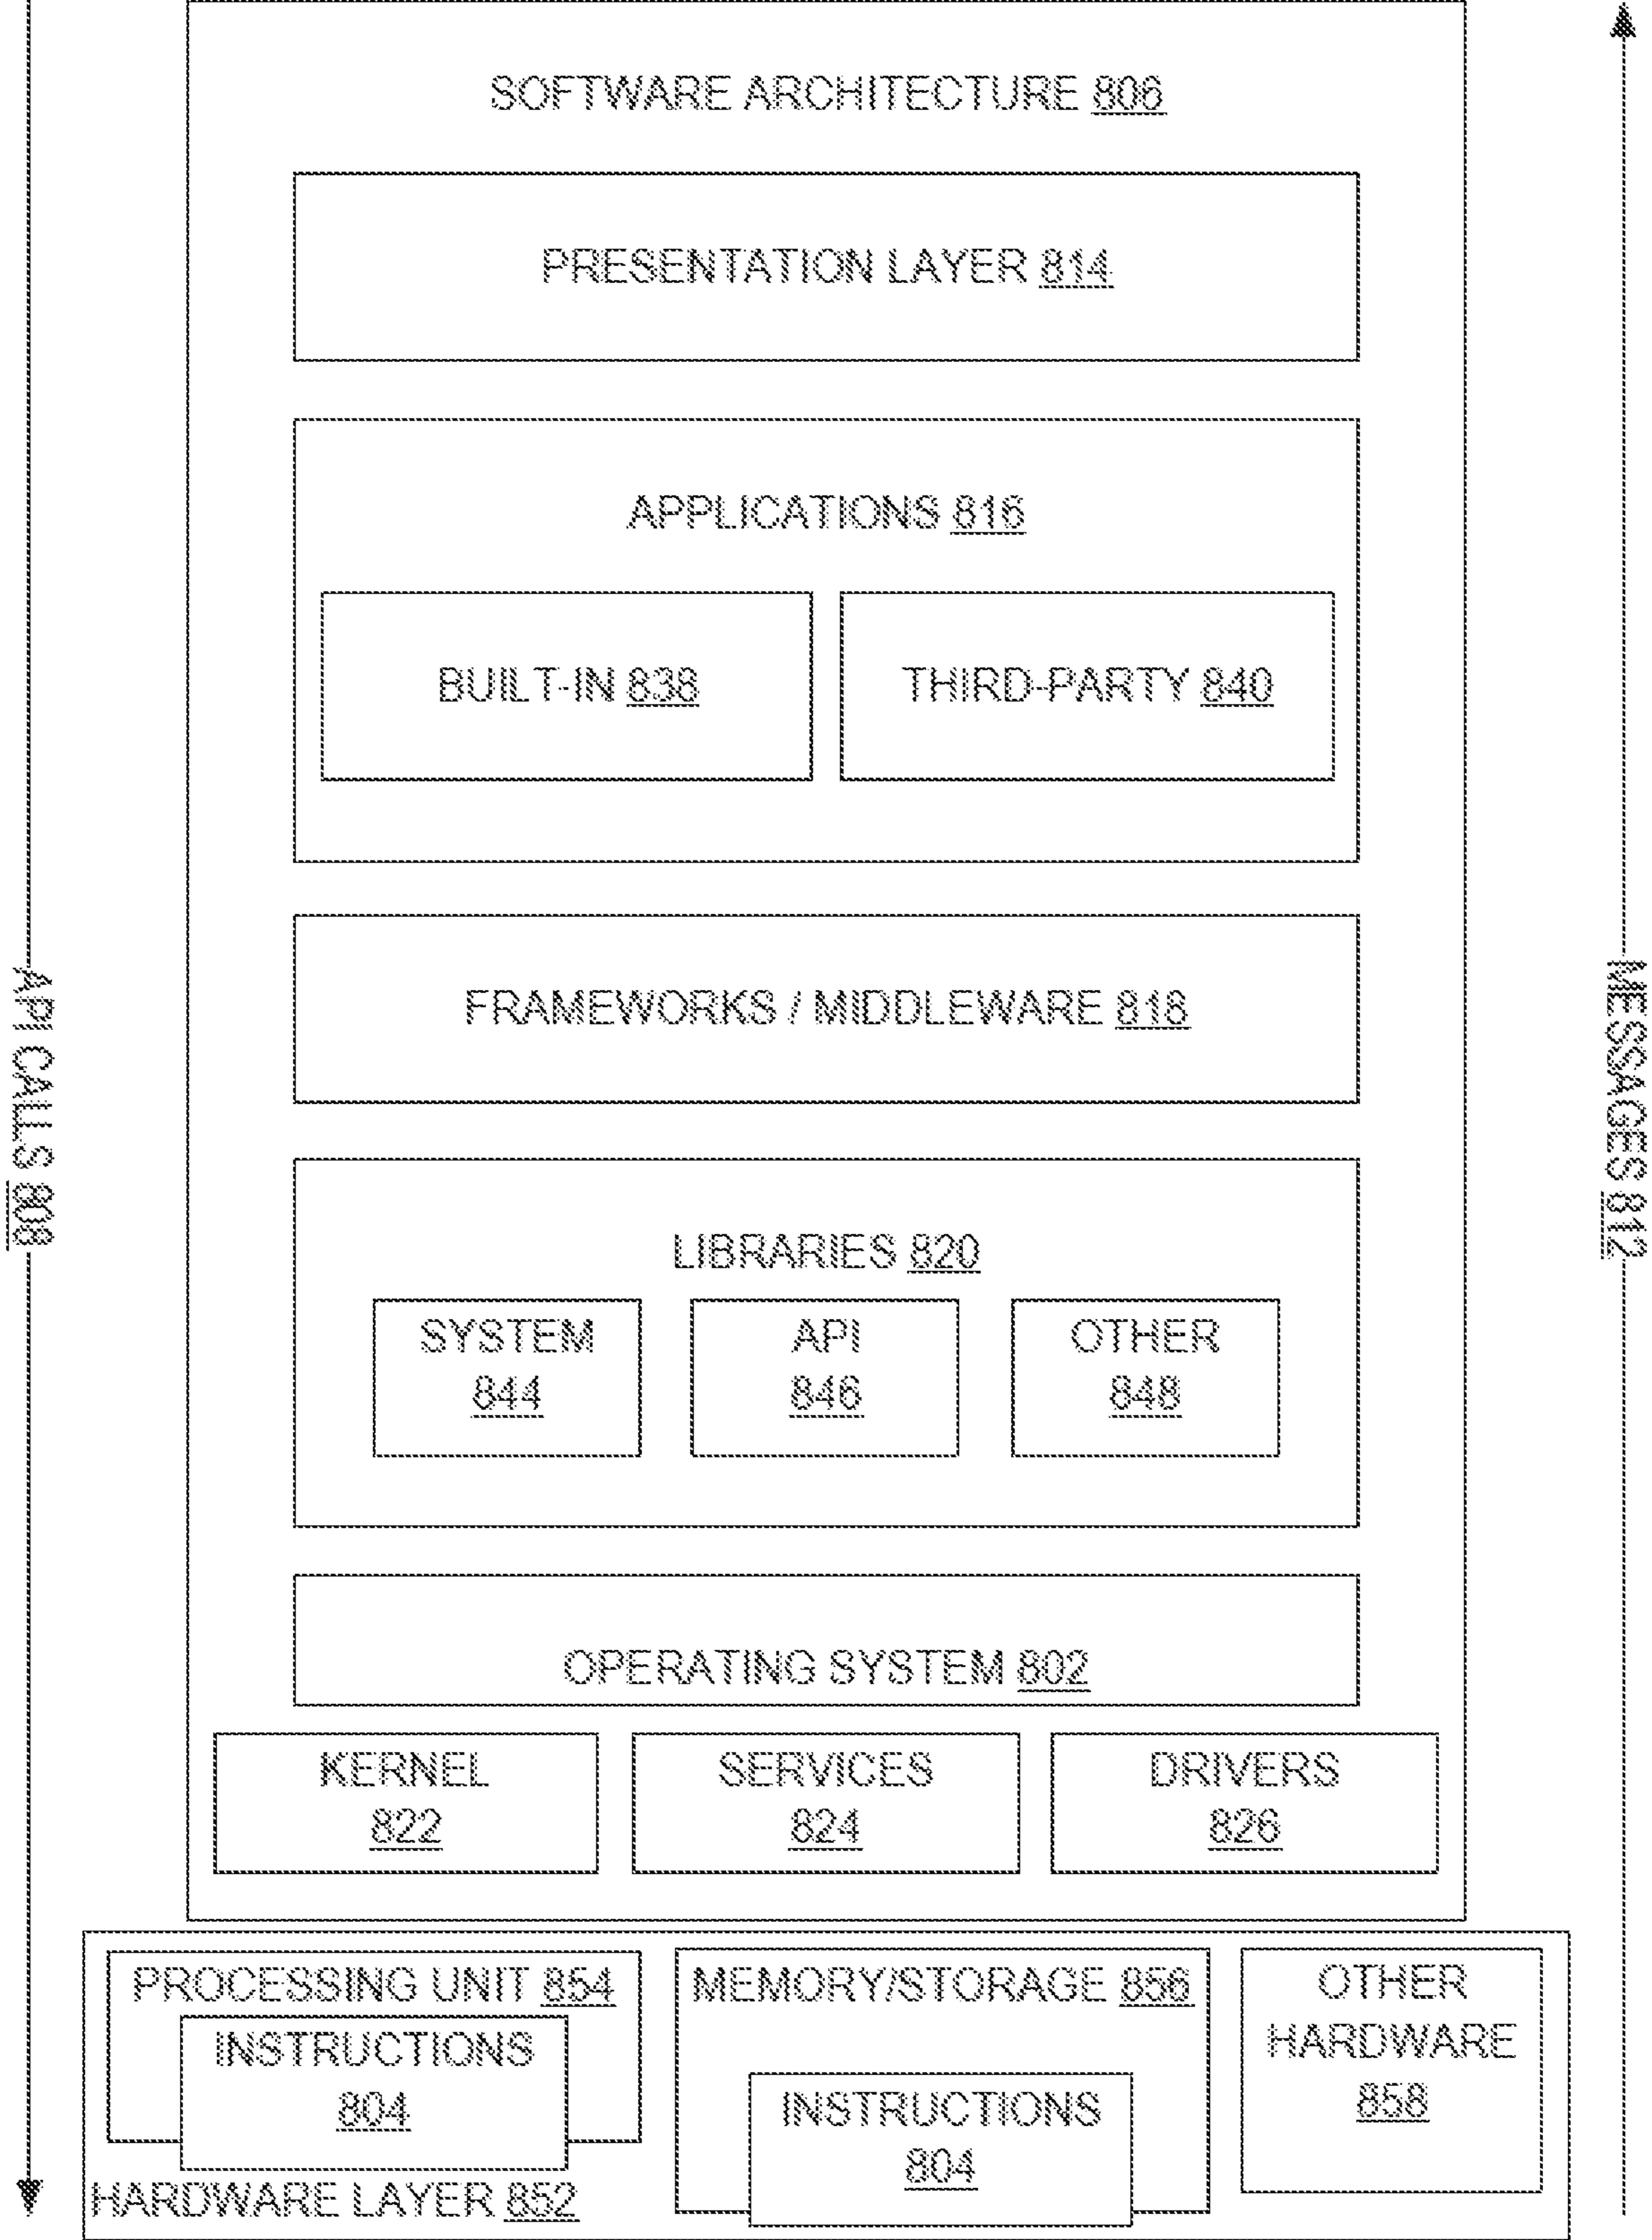 SOFTWARE ARCHITECTURE 806
PRESENTATION LAYER 814
APPLICATIONS 816
BUILT-IN 838
THIRD-PARTY 840
FRAMEWORKS / MIDDLEWARE 818
API CALLS 808
MESSAGES 812
LIBRARIES 820
SYSTEM
844
API
846
OTHER
848
OPERATING SYSTEM 802
KERNEL
822
SERVICES
824
DRIVERS
826
PROCESSING UNIT 854
INSTRUCTIONS
804
MEMORY/STORAGE 856
INSTRUCTIONS
804
OTHER
HARDWARE
858
HARDWARE LAYER 852